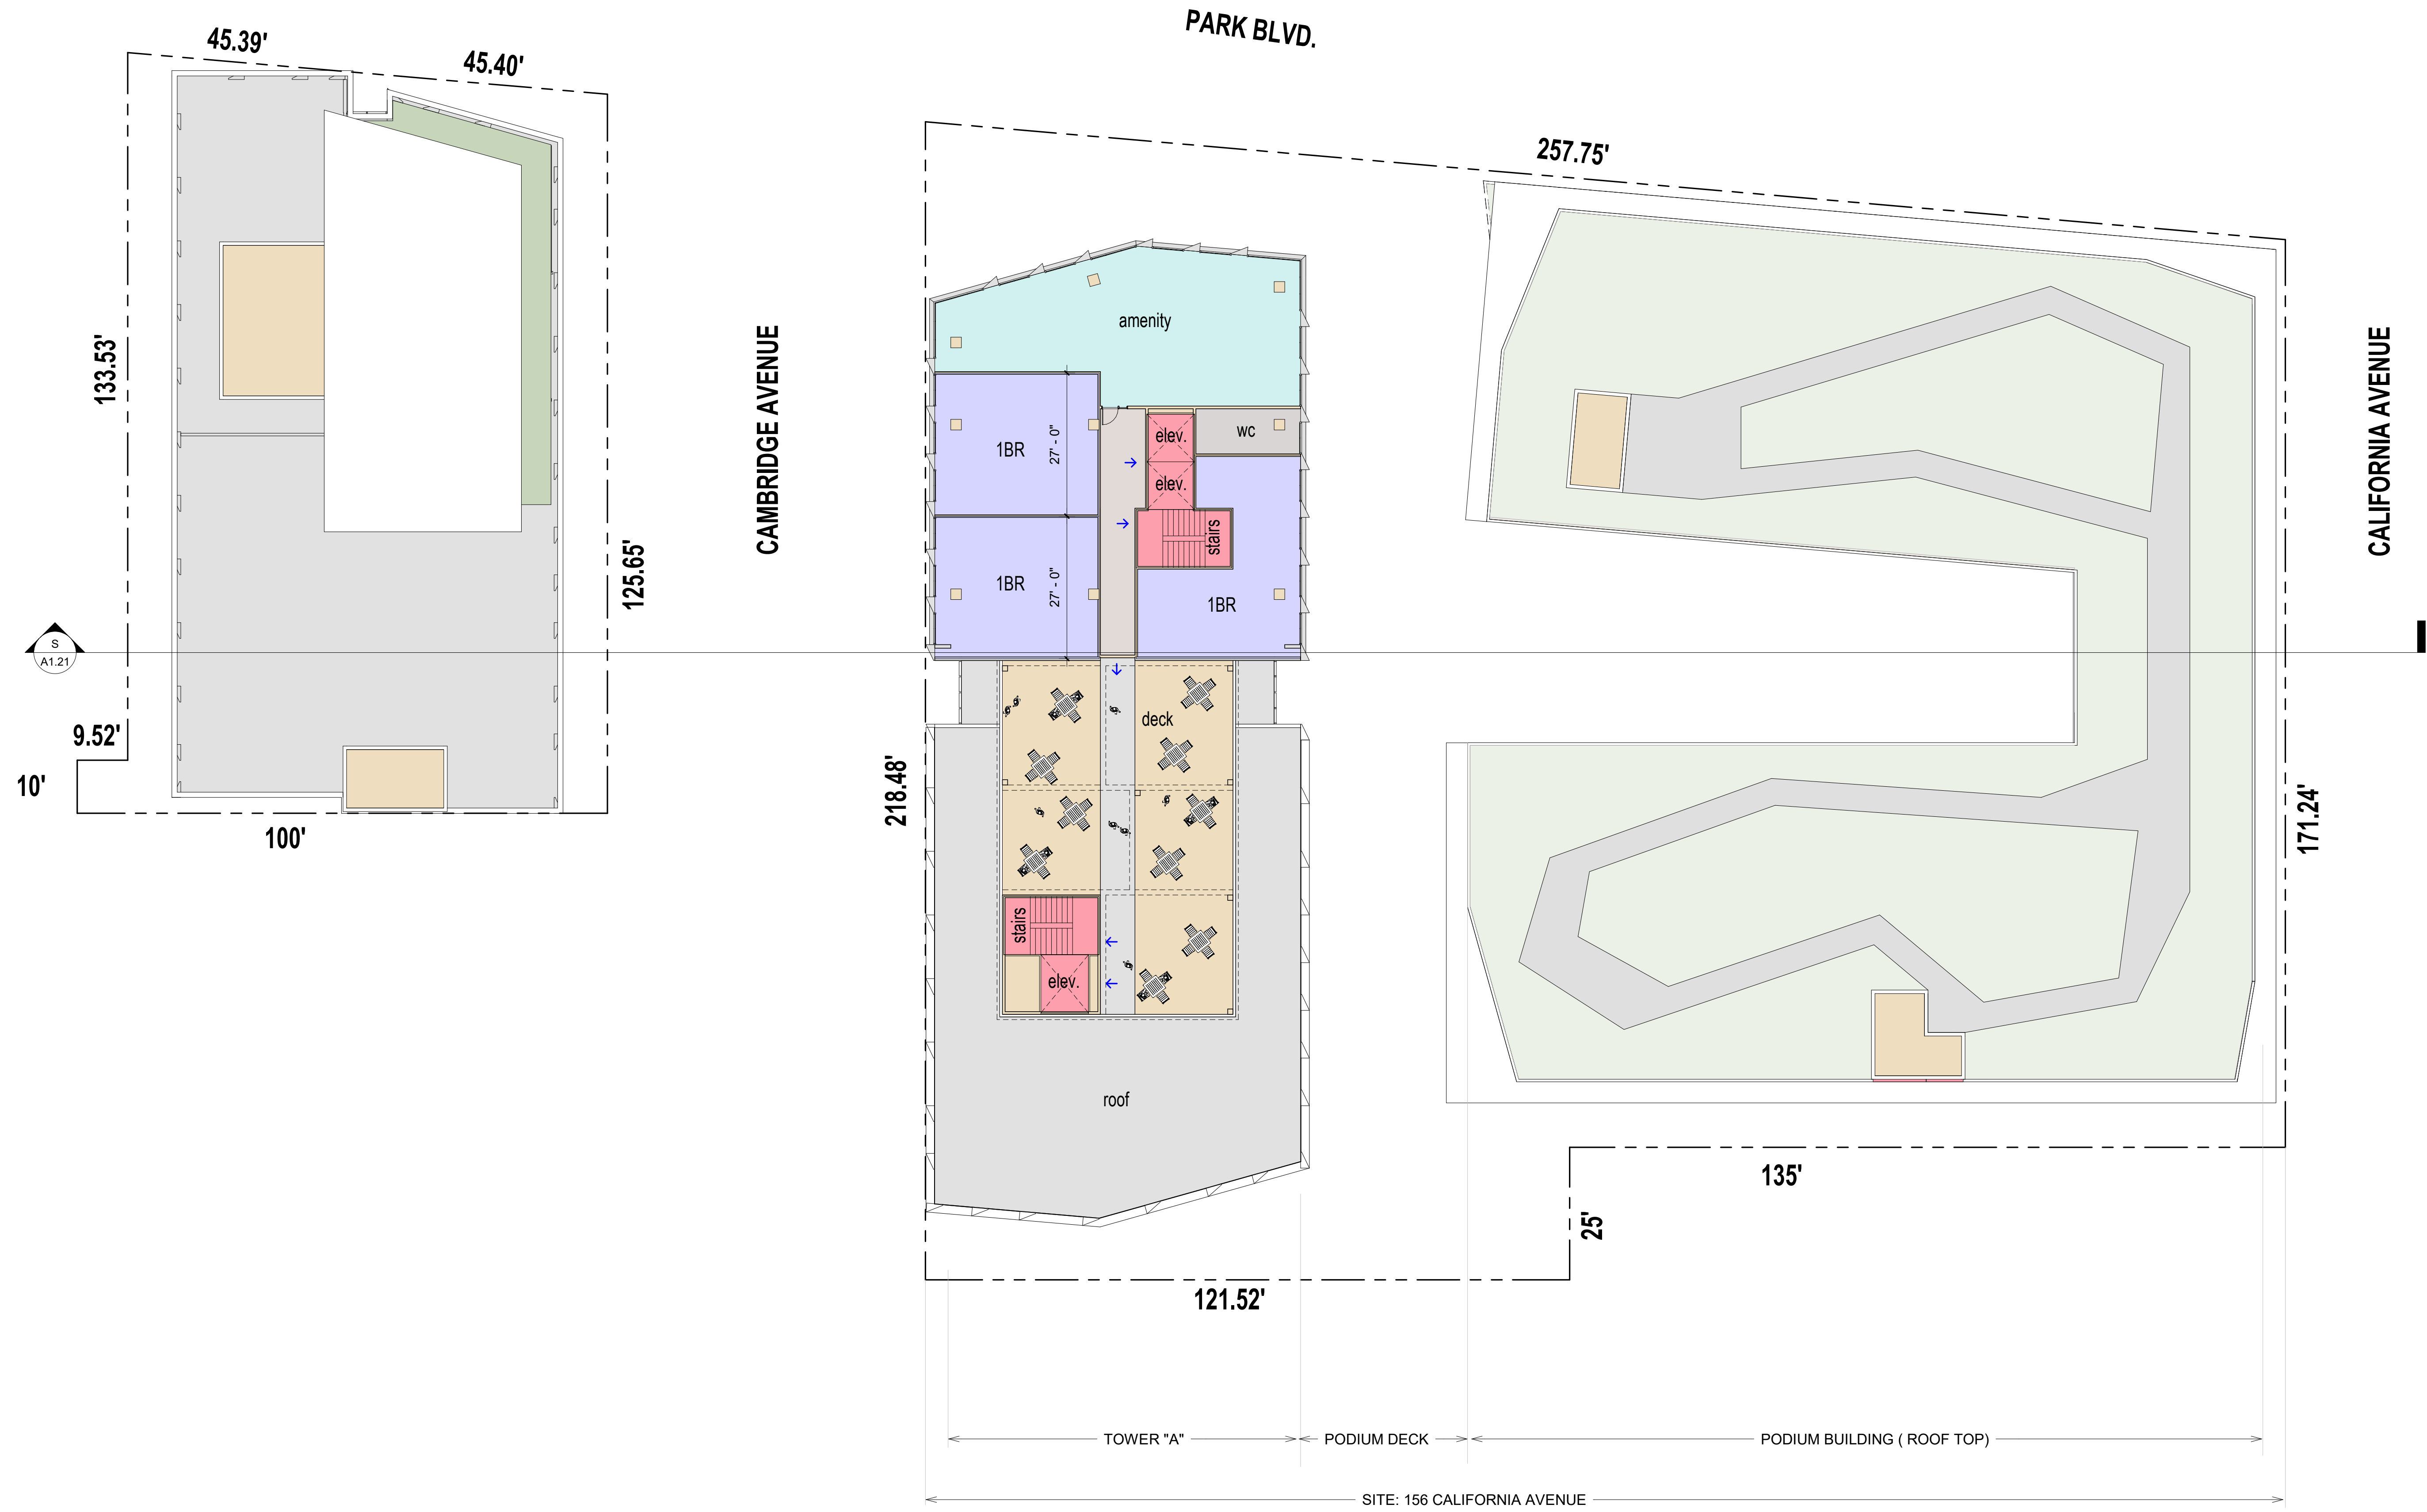 PARK BLVD.
45.39'
45.40'
257.75'
133.53'
CAMBRIDGE AVENUE
CALIFORNIA AVENUE
amenity
1BR
27' - 0"
elev.
wc
elev.
stairs
1BR
27' - 0"
1BR
125.65'
S
A1.21
deck
9.52'
10'
100'
218.48'
171.24'
stairs
elev.
roof
135'
25'
121.52'
TOWER "A"
PODIUM DECK
PODIUM BUILDING ( ROOF TOP)
SITE: 156 CALIFORNIA AVENUE